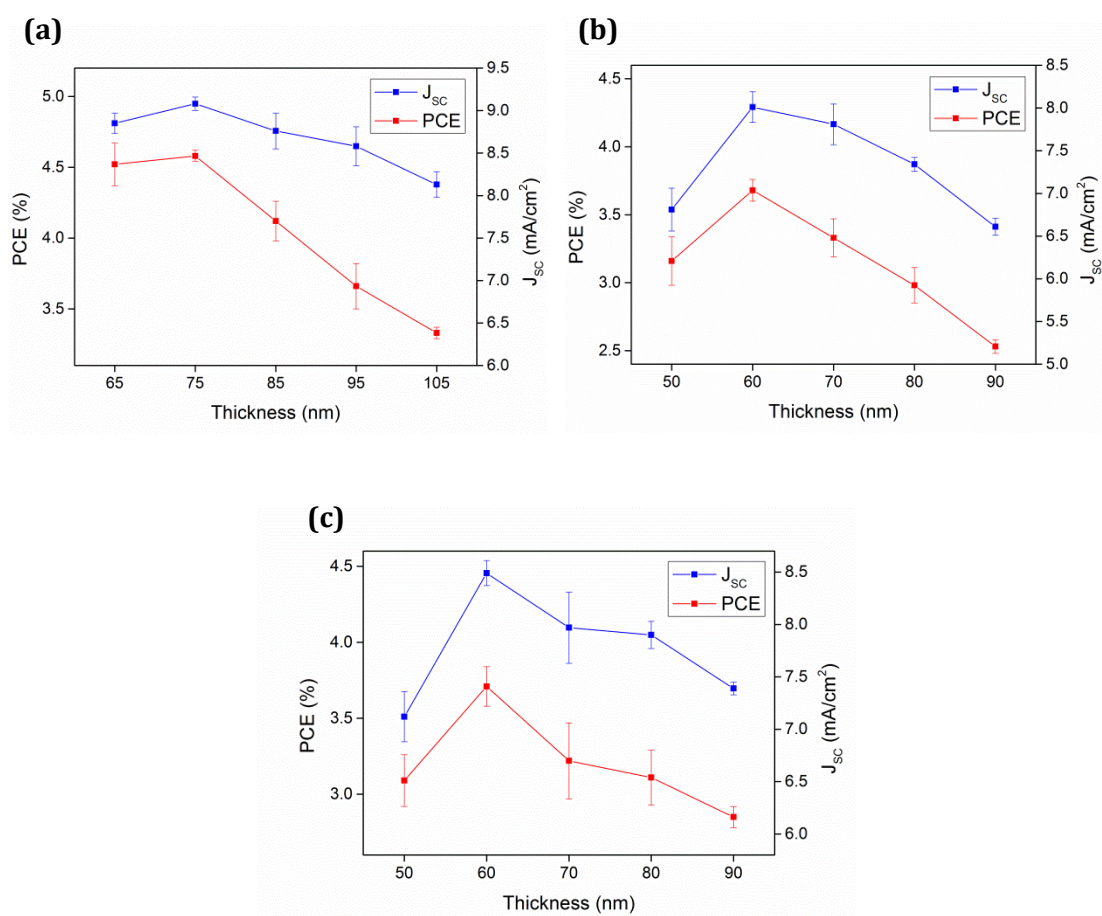 (a)
J_SC
PCE
5.0
4.5
4.0
3.5
PCE (%)
9.5
9.0
8.5
8.0
7.5
7.0
6.5
6.0
J_SC (mA/cm²)
65 75 85 95 105
Thickness (nm)
(b)
J_SC
PCE
4.5
4.0
3.5
3.0
2.5
PCE (%)
8.5
8.0
7.5
7.0
6.5
6.0
5.5
5.0
J_SC (mA/cm²)
50 60 70 80 90
Thickness (nm)
(c)
J_SC
PCE
4.5
4.0
3.5
3.0
PCE (%)
8.5
8.0
7.5
7.0
6.5
6.0
J_SC (mA/cm²)
50 60 70 80 90
Thickness (nm)